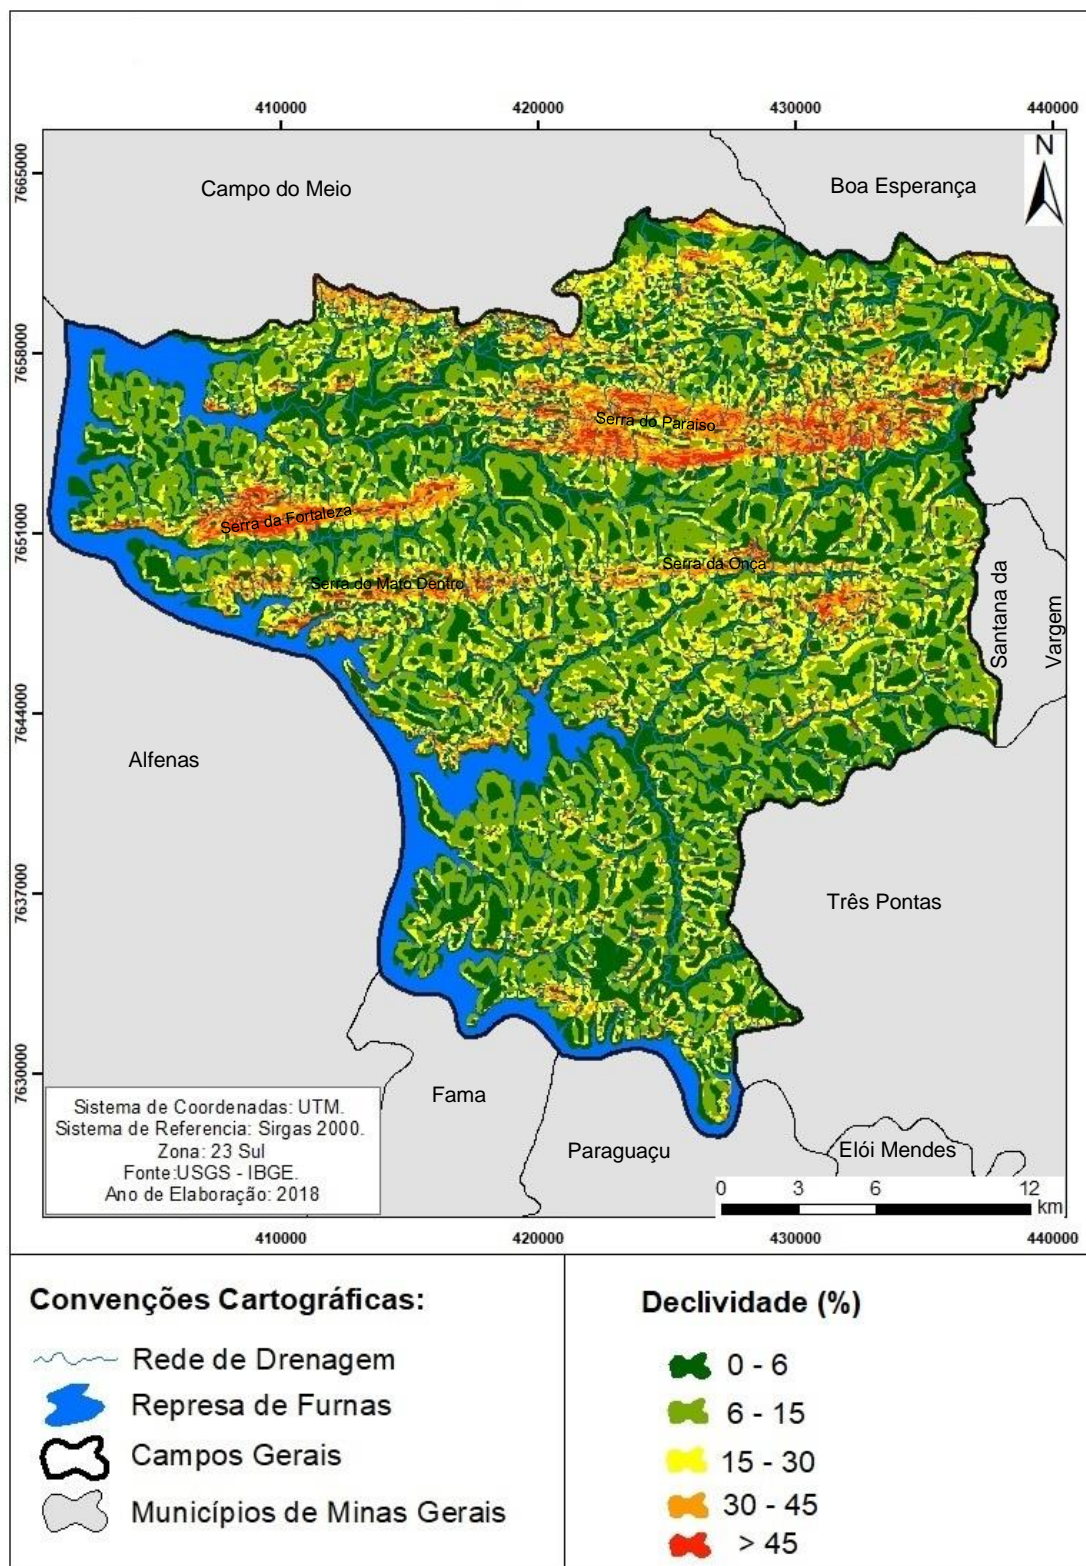 410000 420000 430000 440000
N
7665000
Campo do Meio
Boa Esperança
7658000
Serra do Paraíso
7651000
Serra da Fortaleza
Serra da Onça
Serra do Mato Dentro
Santana da
Vargem
7644000
Alfenas
7637000
Três Pontas
7630000
Fama
Paraguaçu
Elói Mendes
Sistema de Coordenadas: UTM.
Sistema de Referencia: Sirgas 2000.
Zona: 23 Sul
Fonte:USGS - IBGE.
Ano de Elaboração: 2018
0 3 6 12
km
410000 420000 430000 440000
Convenções Cartográficas:
Rede de Drenagem
Represa de Furnas
Campos Gerais
Municípios de Minas Gerais
Declividade (%)
0 - 6
6 - 15
15 - 30
30 - 45
> 45